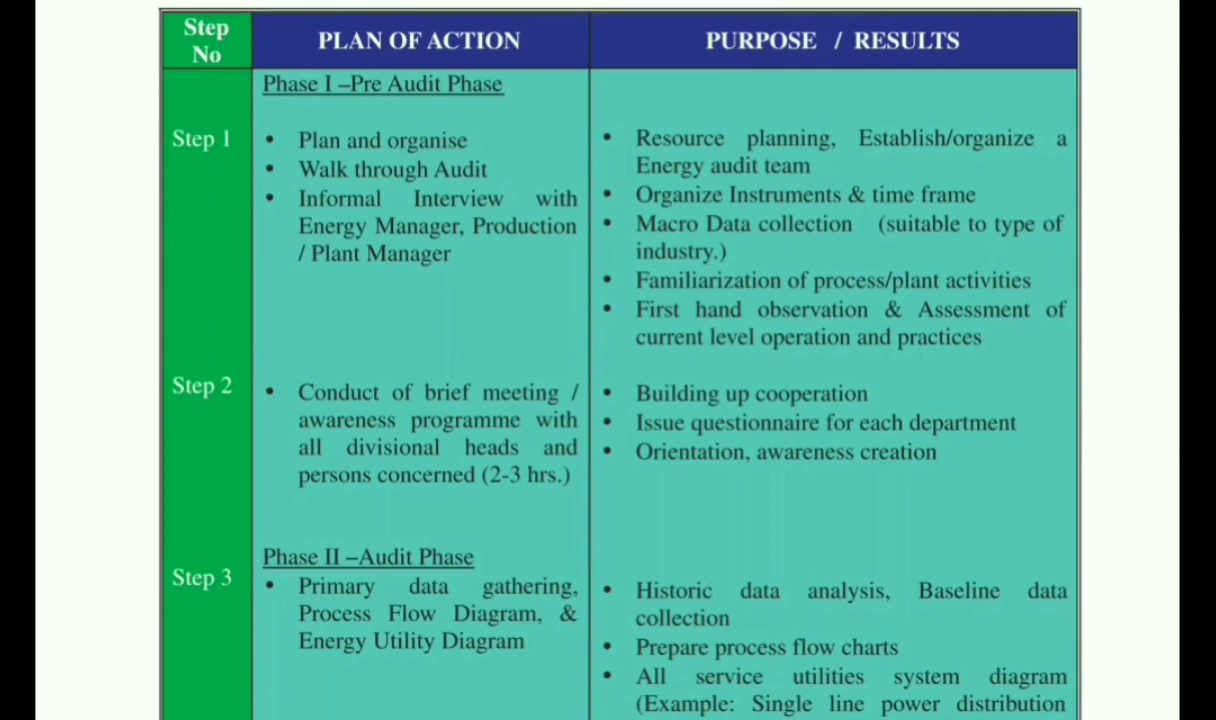 Step No
PLAN OF ACTION
PURPOSE / RESULTS
Phase I –Pre Audit Phase
Step 1
• Plan and organise
• Walk through Audit
• Informal Interview with
Energy Manager, Production
/ Plant Manager
• Resource planning, Establish/organize a
Energy audit team
• Organize Instruments & time frame
• Macro Data collection (suitable to type of
industry.)
• Familiarization of process/plant activities
• First hand observation & Assessment of
current level operation and practices
Step 2
• Conduct of brief meeting /
awareness programme with
all divisional heads and
persons concerned (2-3 hrs.)
• Building up cooperation
• Issue questionnaire for each department
• Orientation, awareness creation
Phase II –Audit Phase
Step 3
• Primary data gathering,
Process Flow Diagram, &
Energy Utility Diagram
• Historic data analysis, Baseline data
collection
• Prepare process flow charts
• All service utilities system diagram
(Example: Single line power distribution